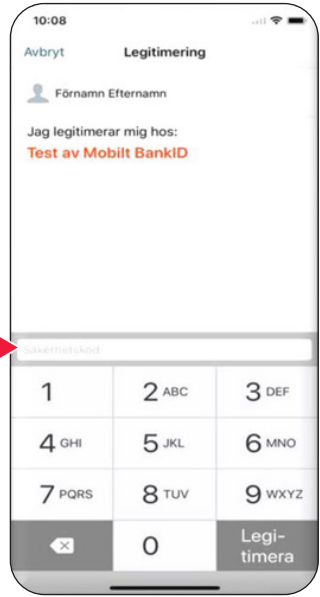 10:08
Avbryt Legitimering
Förnamn Efternamn
Jag legitimerar mig hos:
Test av Mobilt BankID
Säkerhetskod
1 2 ABC 3 DEF
4 GHI 5 JKL 6 MNO
7 PQRS 8 TUV 9 WXYZ
0 Legi-
timera